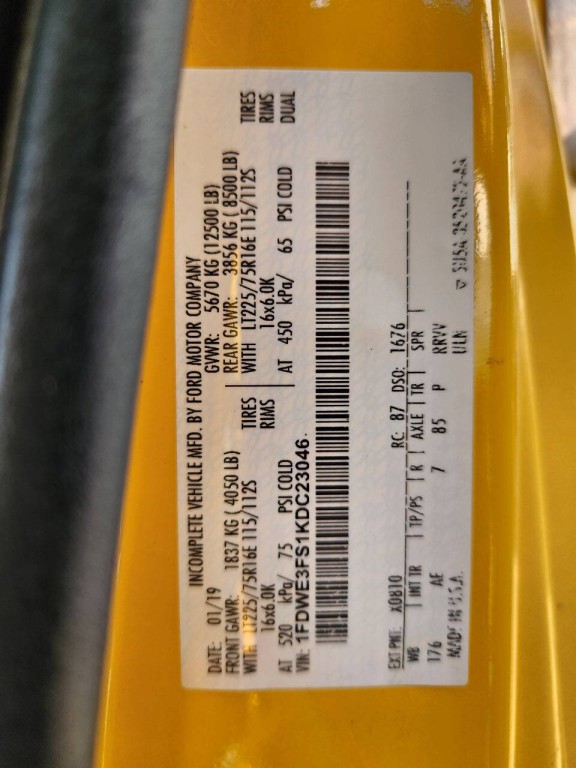 INCOMPLETE VEHICLE MFD. BY FORD MOTOR COMPANY
DATE: 01/19 GVWR: 5670 KG (12500 LB)
FRONT GAWR: 1837 KG ( 4050 LB) REAR GAWR: 3856 KG ( 8500 LB)
WITH LT225/75R16E 115/112S TIRES WITH LT225/75R16E 115/112S TIRES
16x6.0K RIMS 16x6.0K RIMS
AT 520 kPa/ 75 PSI COLD AT 450 kPa/ 65 PSI COLD DUAL
VIN: 1FDWE3FS1KDC23046
EXT PNT: X0810 RC: 87 DSO: 1676
WB INT TR TP/PS R AXLE TR SPR
176 AE 7 85 P RRVV
MADE IN U.S.A. ULN